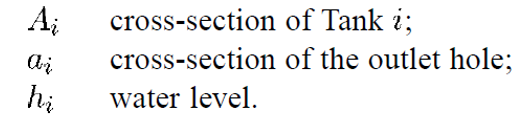 A_i cross-section of Tank i;
a_i cross-section of the outlet hole;
h_i water level.